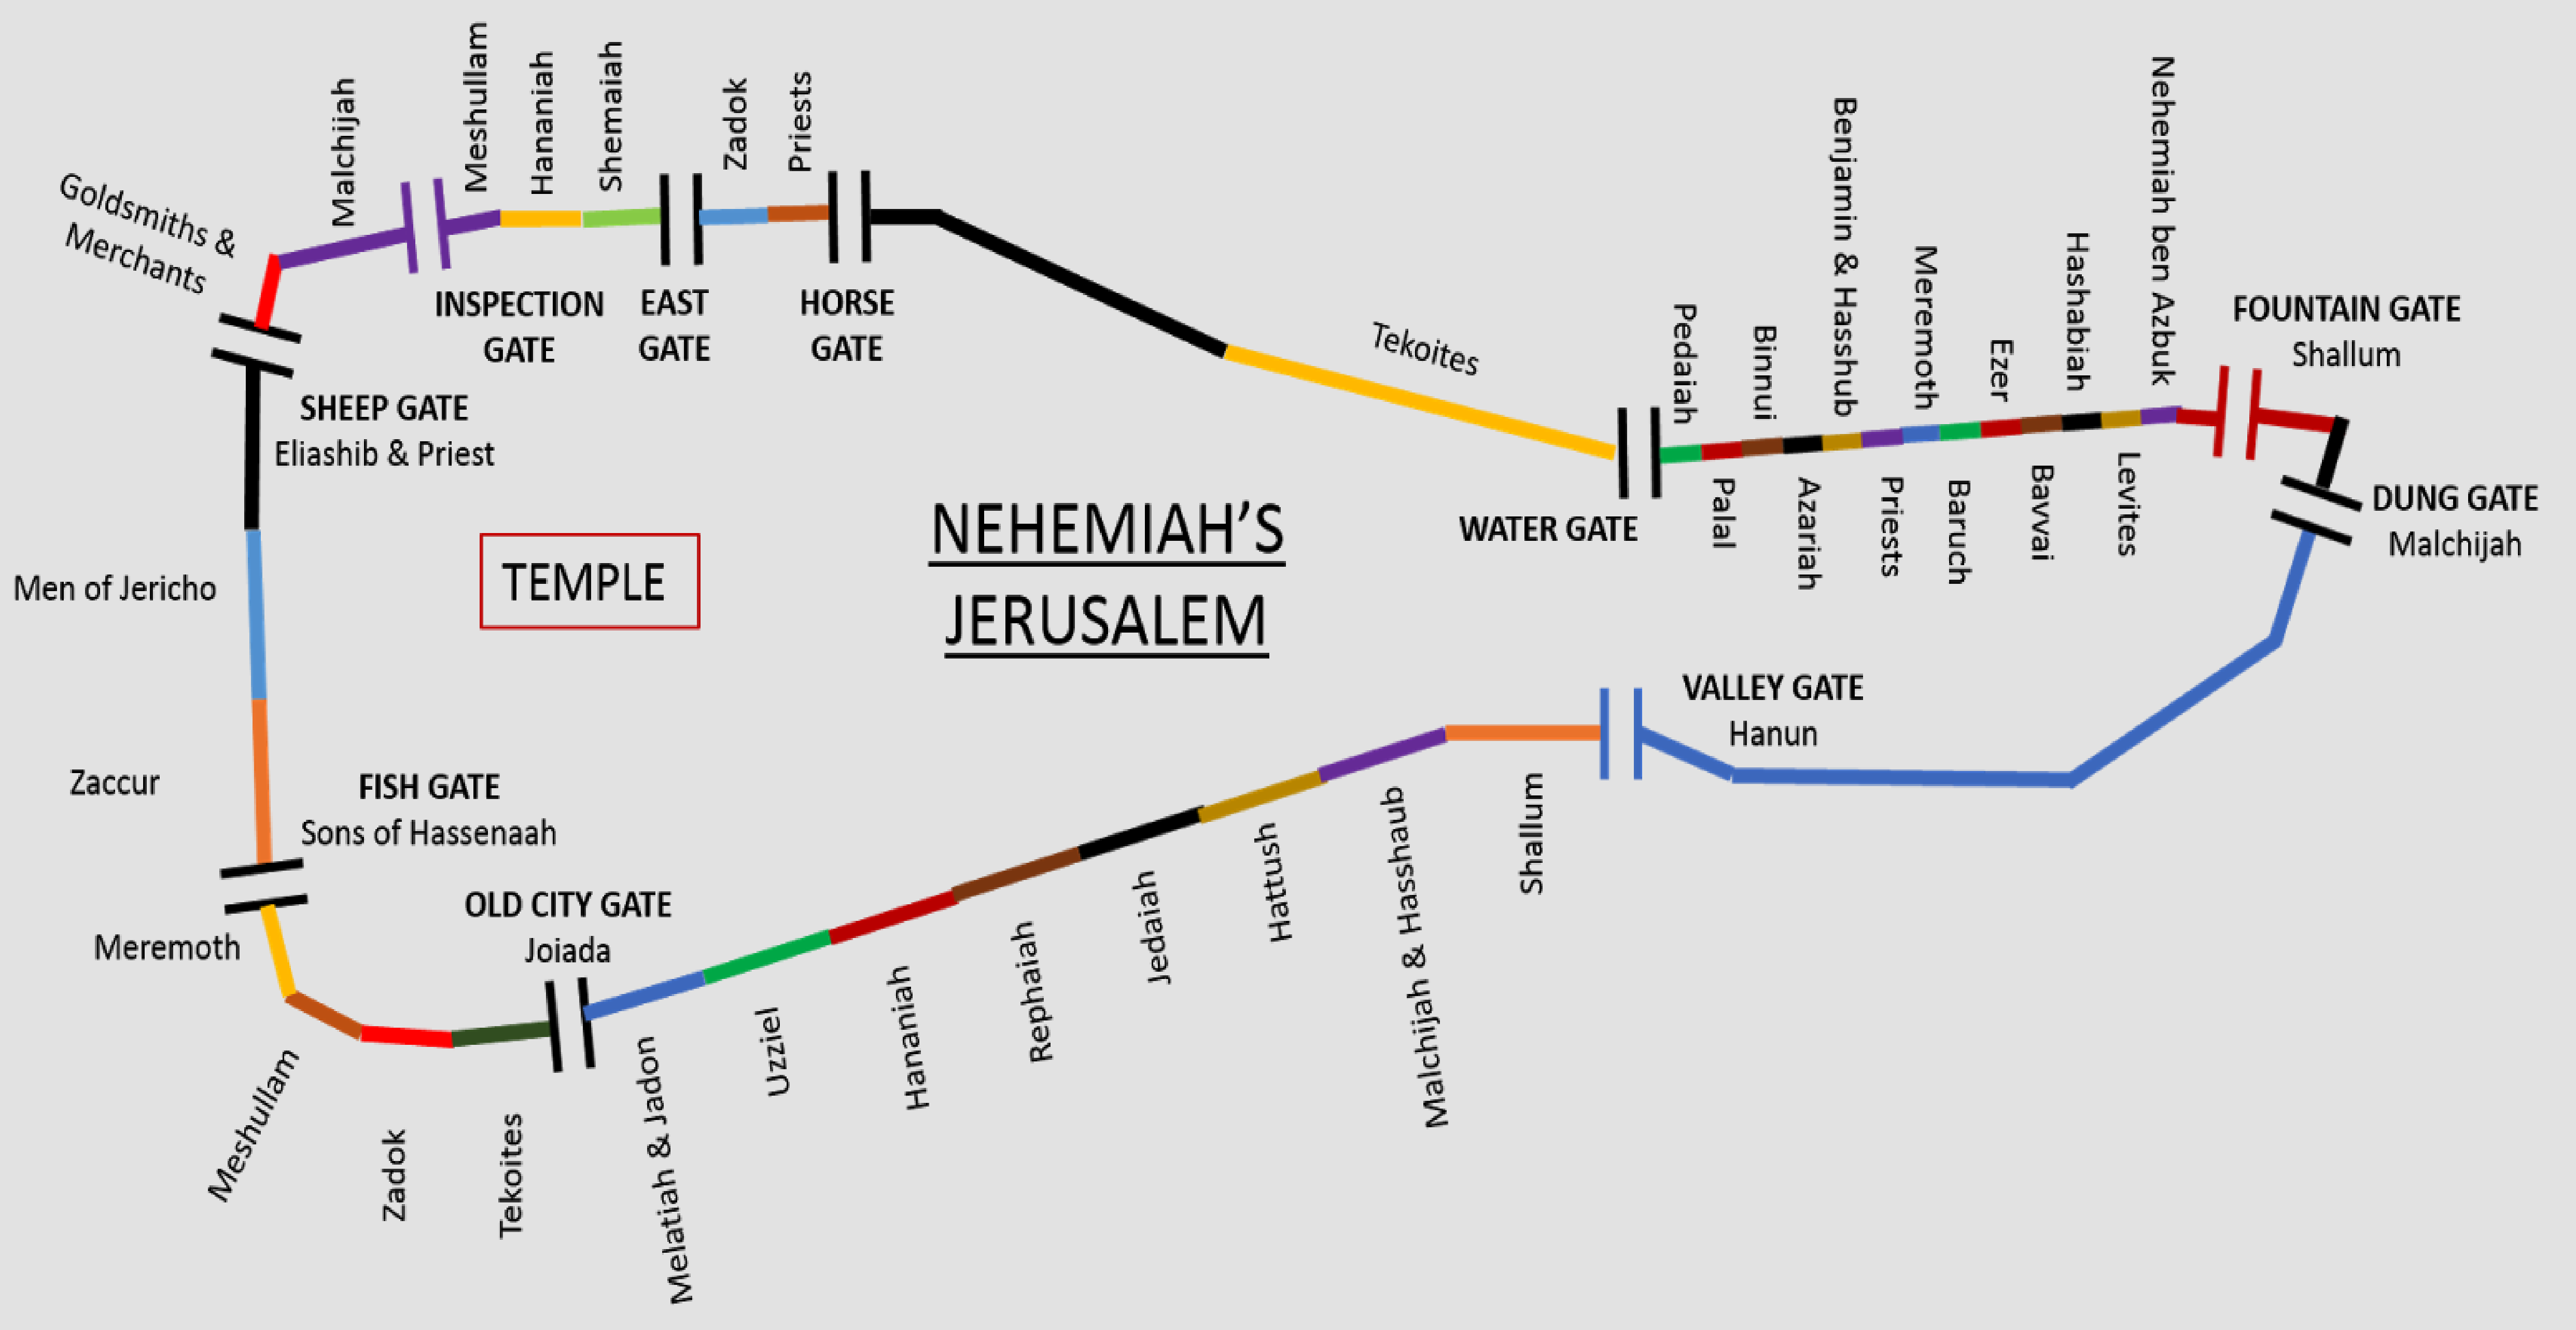 Goldsmiths &
Merchants
Malchijah
Meshullam
Hananiah
Shemaiah
Zadok
Priests
INSPECTION
GATE
EAST
GATE
HORSE
GATE
Tekoites
WATER GATE
Pedaiah
Palal
Binnui
Azariah
Benjamin & Hasshub
Priests
Meremoth
Baruch
Ezer
Bavvai
Hashabiah
Levites
Nehemiah ben Azbuk
FOUNTAIN GATE
Shallum
DUNG GATE
Malchijah
SHEEP GATE
Eliashib & Priest
TEMPLE
NEHEMIAH’S
JERUSALEM
Men of Jericho
Zaccur
FISH GATE
Sons of Hassenaah
Meremoth
OLD CITY GATE
Joiada
VALLEY GATE
Hanun
Meshullam
Zadok
Tekoites
Melatiah & Jadon
Uzziel
Hananiah
Rephaiah
Jedaiah
Hattush
Malchijah & Hasshaub
Shallum